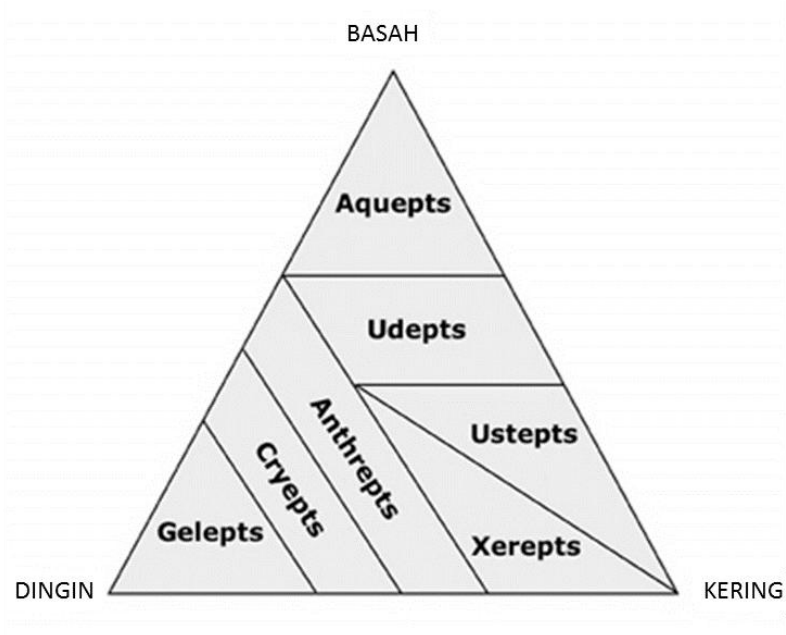 BASAH
Aquepts
Udepts
Ustepts
Anthrepts
Cryepts
Gelepts
Xerepts
DINGIN
KERING